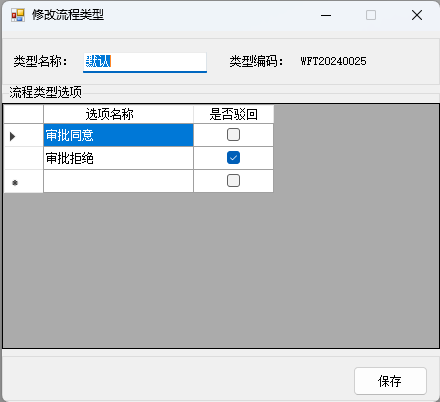 修改流程类型
类型名称： 默认 类型编码： WFT20240025
流程类型选项
选项名称 是否驳回
审批同意
审批拒绝
保存